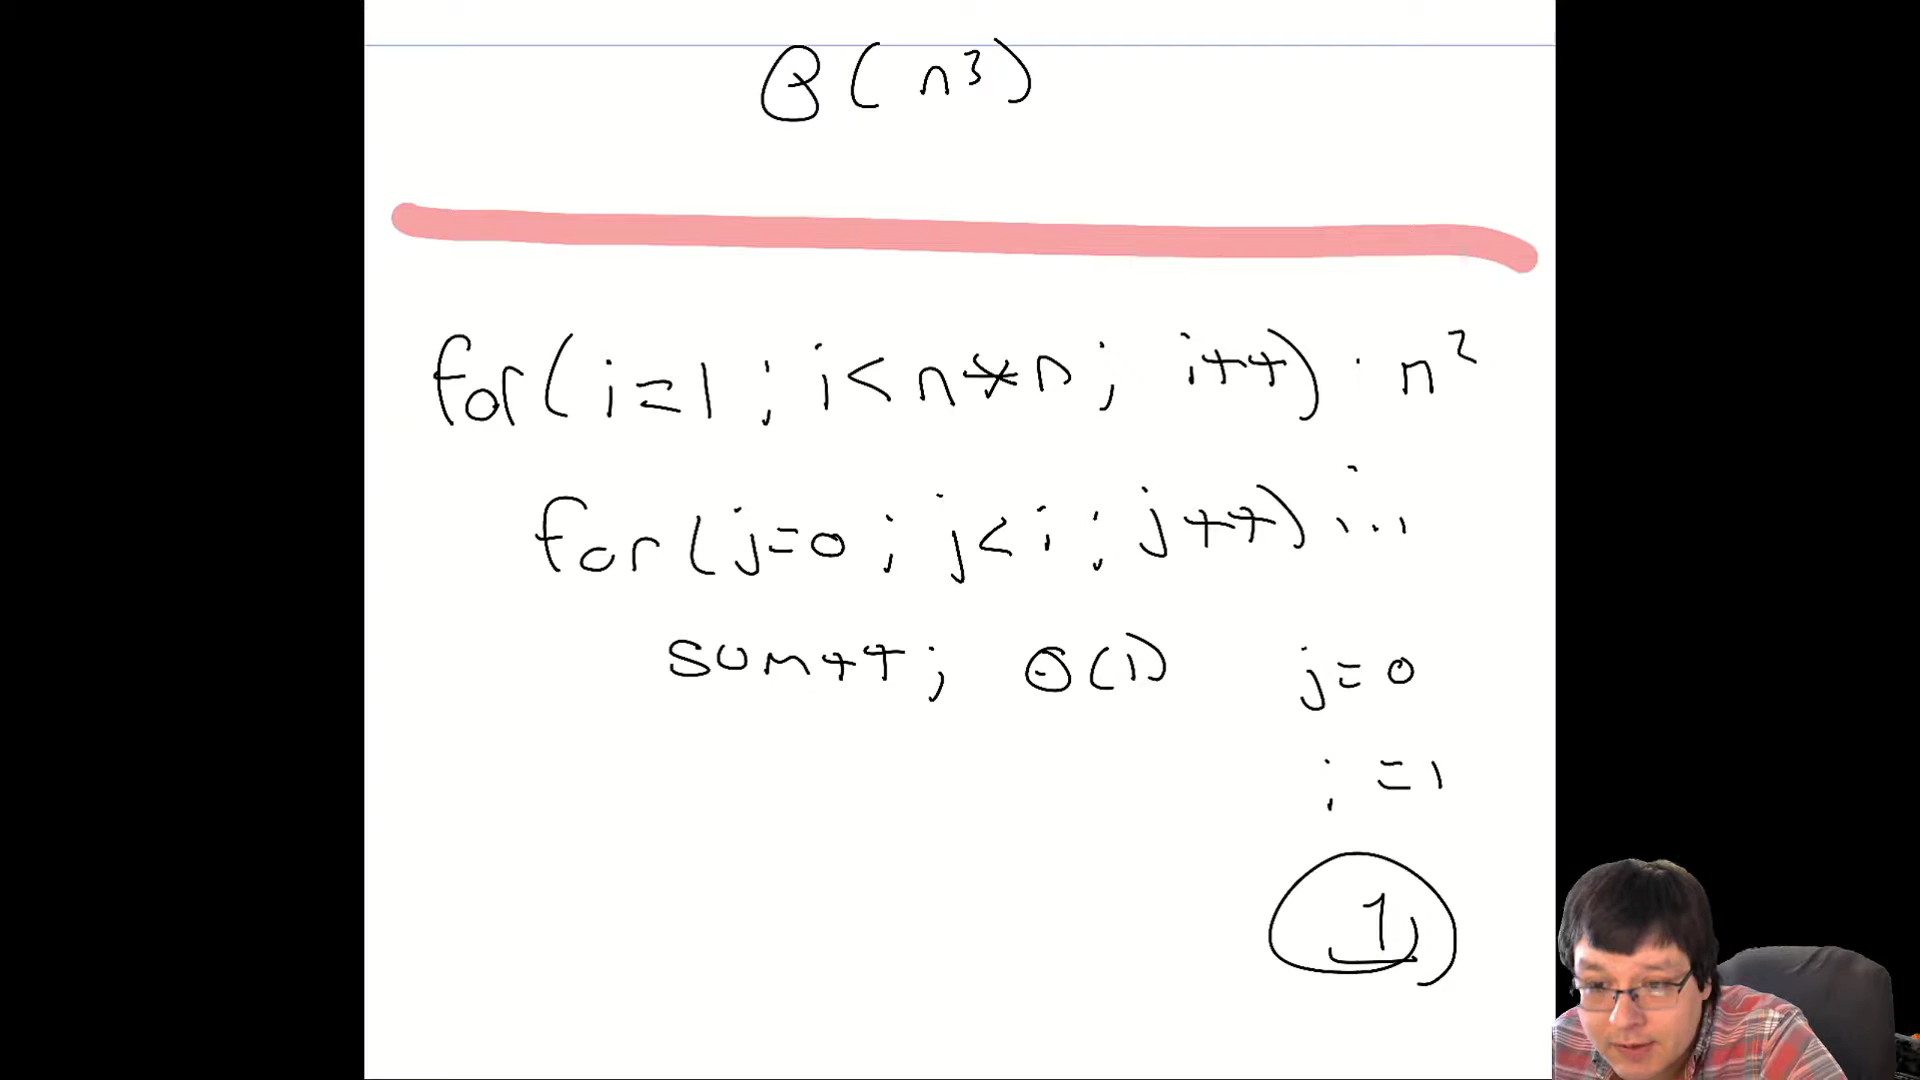 Θ ( n³ )
for( i=1 ; i<n*n ; i++) · n²
for( j=0 ; j<i ; j++) ...
sum++ ; Θ(1)
j=0
i=1
1